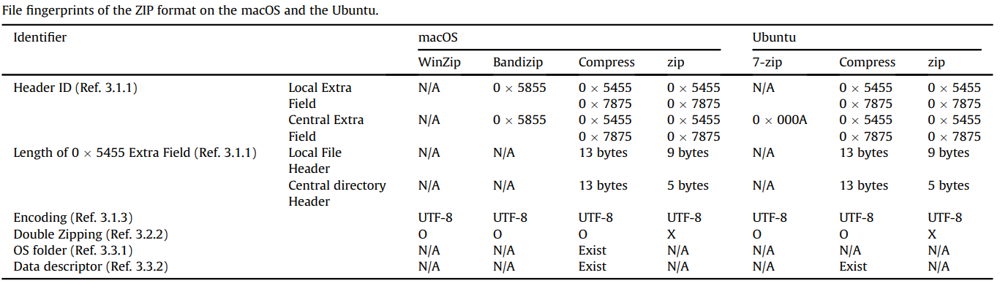 File fingerprints of the ZIP format on the macOS and the Ubuntu.
Identifier macOS Ubuntu
WinZip Bandizip Compress zip 7-zip Compress zip
Header ID (Ref. 3.1.1) Local Extra N/A 0 × 5855 0 × 5455 0 × 5455 N/A 0 × 5455 0 × 5455
Field 0 × 7875 0 × 7875 0 × 7875 0 × 7875
Central Extra N/A 0 × 5855 0 × 5455 0 × 5455 0 × 000A 0 × 5455 0 × 5455
Field 0 × 7875 0 × 7875 0 × 7875 0 × 7875
Length of 0 × 5455 Extra Field (Ref. 3.1.1) Local File N/A N/A 13 bytes 9 bytes N/A 13 bytes 9 bytes
Header
Central directory N/A N/A 13 bytes 5 bytes N/A 13 bytes 5 bytes
Header
Encoding (Ref. 3.1.3) UTF-8 UTF-8 UTF-8 UTF-8 UTF-8 UTF-8 UTF-8
Double Zipping (Ref. 3.2.2) O O O X O O X
OS folder (Ref. 3.3.1) N/A N/A Exist N/A N/A N/A N/A
Data descriptor (Ref. 3.3.2) N/A N/A Exist N/A N/A Exist N/A